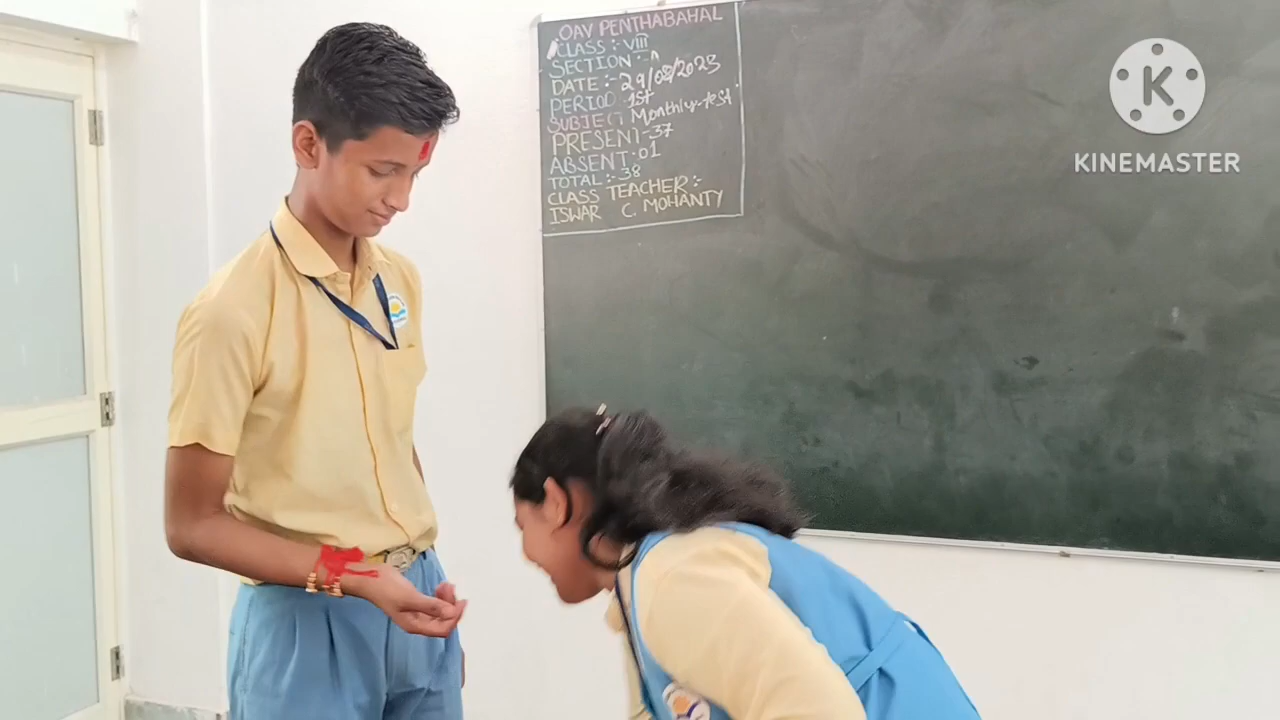 OAV PENTHABAHAL
CLASS :- VIII
SECTION :- A
DATE :- 29/08/2023
PERIOD 1st
SUBJECT Monthly-test
PRESENT-37
ABSENT-01
TOTAL :- 38
CLASS TEACHER :-
ISWAR C. MOHANTY
K
KINEMASTER